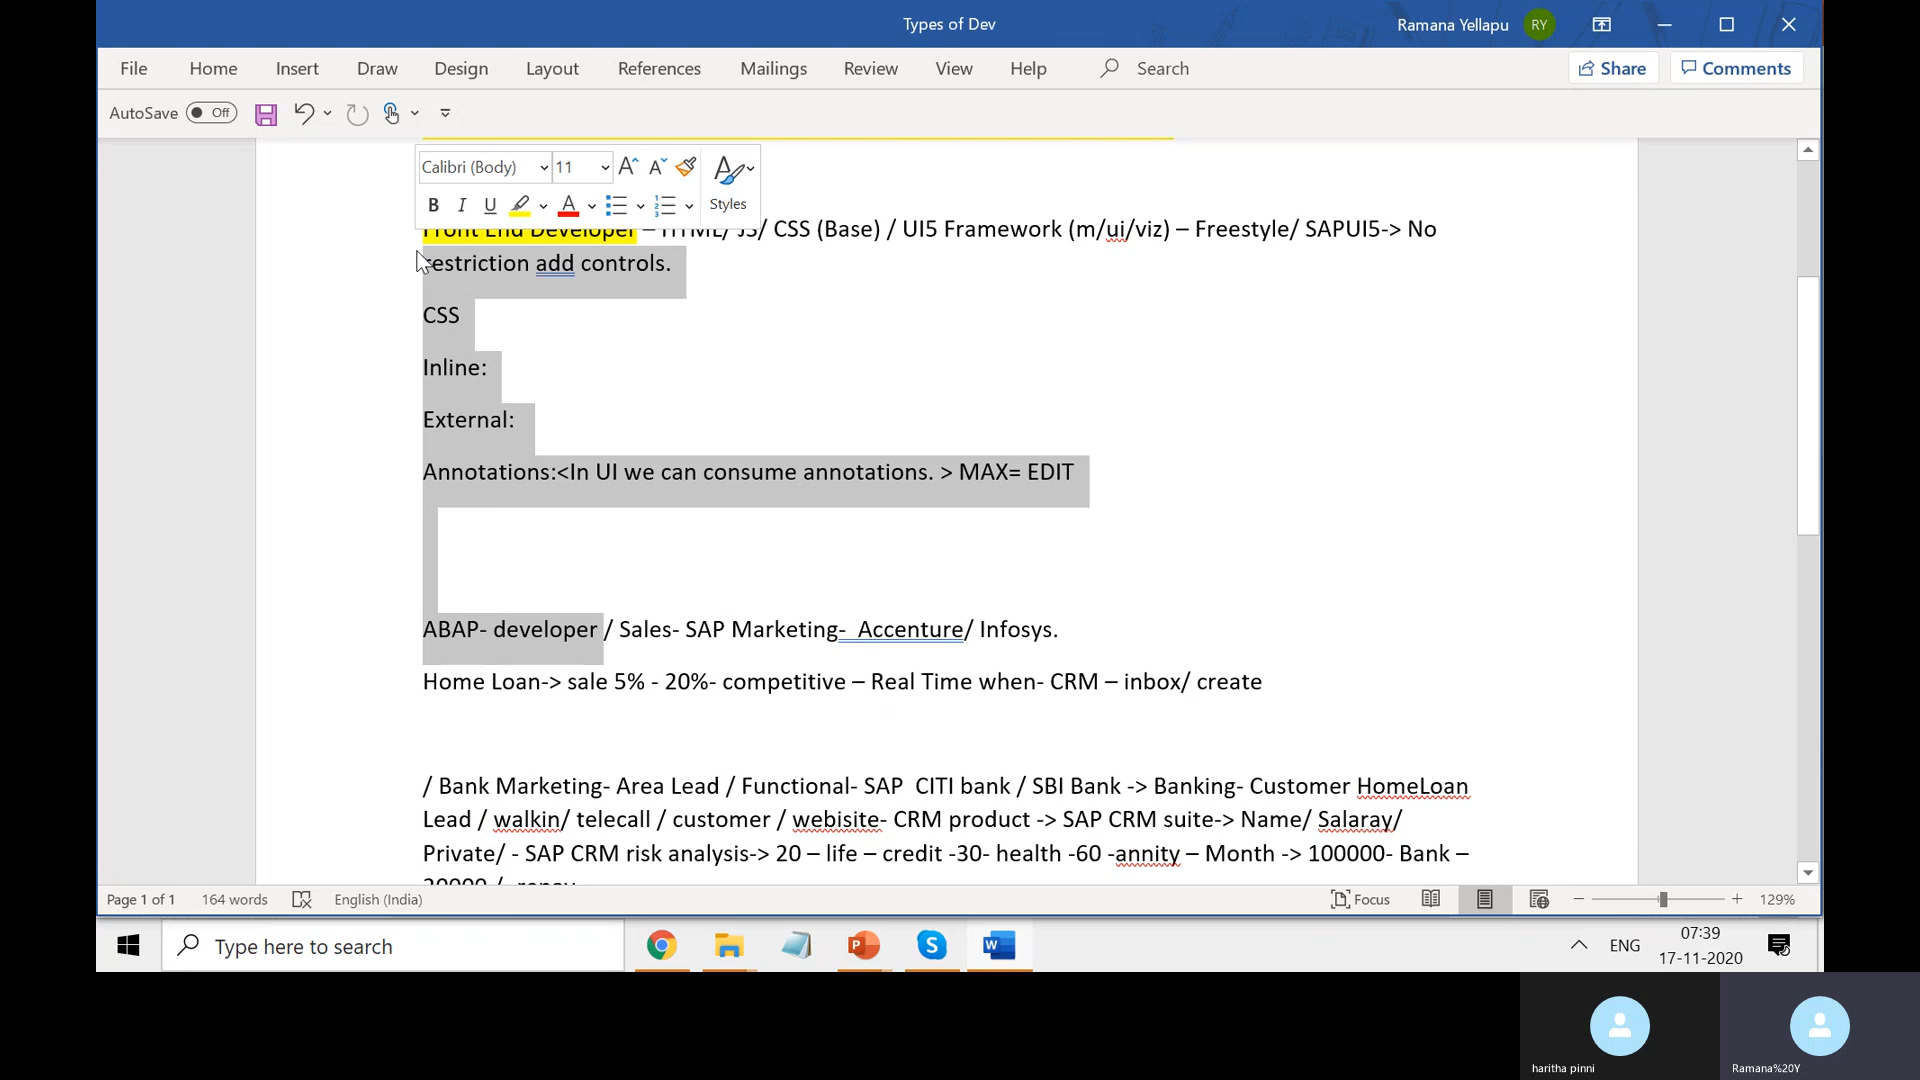 Types of Dev
Ramana Yellapu RY
File Home Insert Draw Design Layout References Mailings Review View Help Search Share Comments
AutoSave Off
Calibri (Body) 11
B I U A Styles
Front End Developer – HTML/ JS/ CSS (Base) / UI5 Framework (m/ui/viz) – Freestyle/ SAPUI5-> No
restriction add controls.
CSS
Inline:
External:
Annotations:<In UI we can consume annotations. > MAX= EDIT
ABAP- developer / Sales- SAP Marketing-  Accenture/ Infosys.
Home Loan-> sale 5% - 20%- competitive – Real Time when- CRM – inbox/ create
/ Bank Marketing- Area Lead / Functional- SAP  CITI bank / SBI Bank -> Banking- Customer HomeLoan
Lead / walkin/ telecall / customer / webisite- CRM product -> SAP CRM suite-> Name/ Salaray/
Private/ - SAP CRM risk analysis-> 20 – life – credit -30- health -60 -annity – Month -> 100000- Bank –
Page 1 of 1 164 words English (India) Focus 129%
Type here to search
ENG
07:39
17-11-2020
haritha pinni
Ramana%20Y